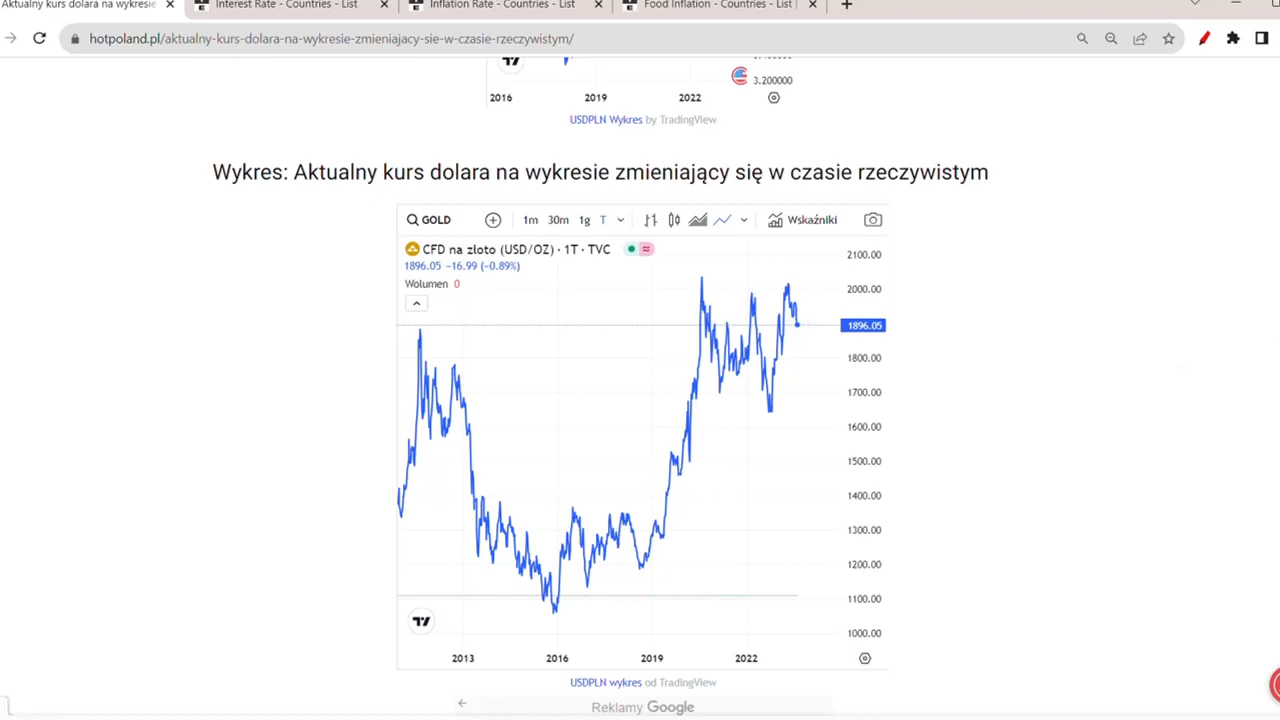 Aktualny kurs dolara na wykresie
Interest Rate - Countries - List
Inflation Rate - Countries - List
Food Inflation - Countries - List |
hotpoland.pl/aktualny-kurs-dolara-na-wykresie-zmieniajacy-sie-w-czasie-rzeczywistym/
3.200000
2016 2019 2022
USDPLN Wykres by TradingView
Wykres: Aktualny kurs dolara na wykresie zmieniający się w czasie rzeczywistym
GOLD 1m 30m 1g T Wskaźniki
CFD na złoto (USD/OZ) · 1T · TVC
1896.05 −16.99 (−0.89%)
Wolumen 0
2100.00
2000.00
1896.05
1800.00
1700.00
1600.00
1500.00
1400.00
1300.00
1200.00
1100.00
1000.00
2013 2016 2019 2022
USDPLN wykres od TradingView
Reklamy Google